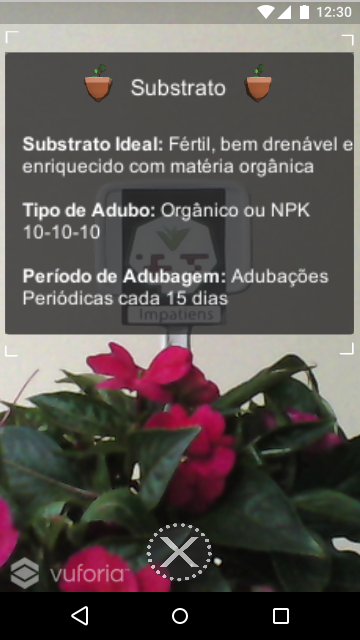 12:30
Substrato
Substrato Ideal: Fértil, bem drenável e
enriquecido com matéria orgânica
Tipo de Adubo: Orgânico ou NPK
10-10-10
Período de Adubagem: Adubações
Periódicas cada 15 dias
Impatiens
vuforia™